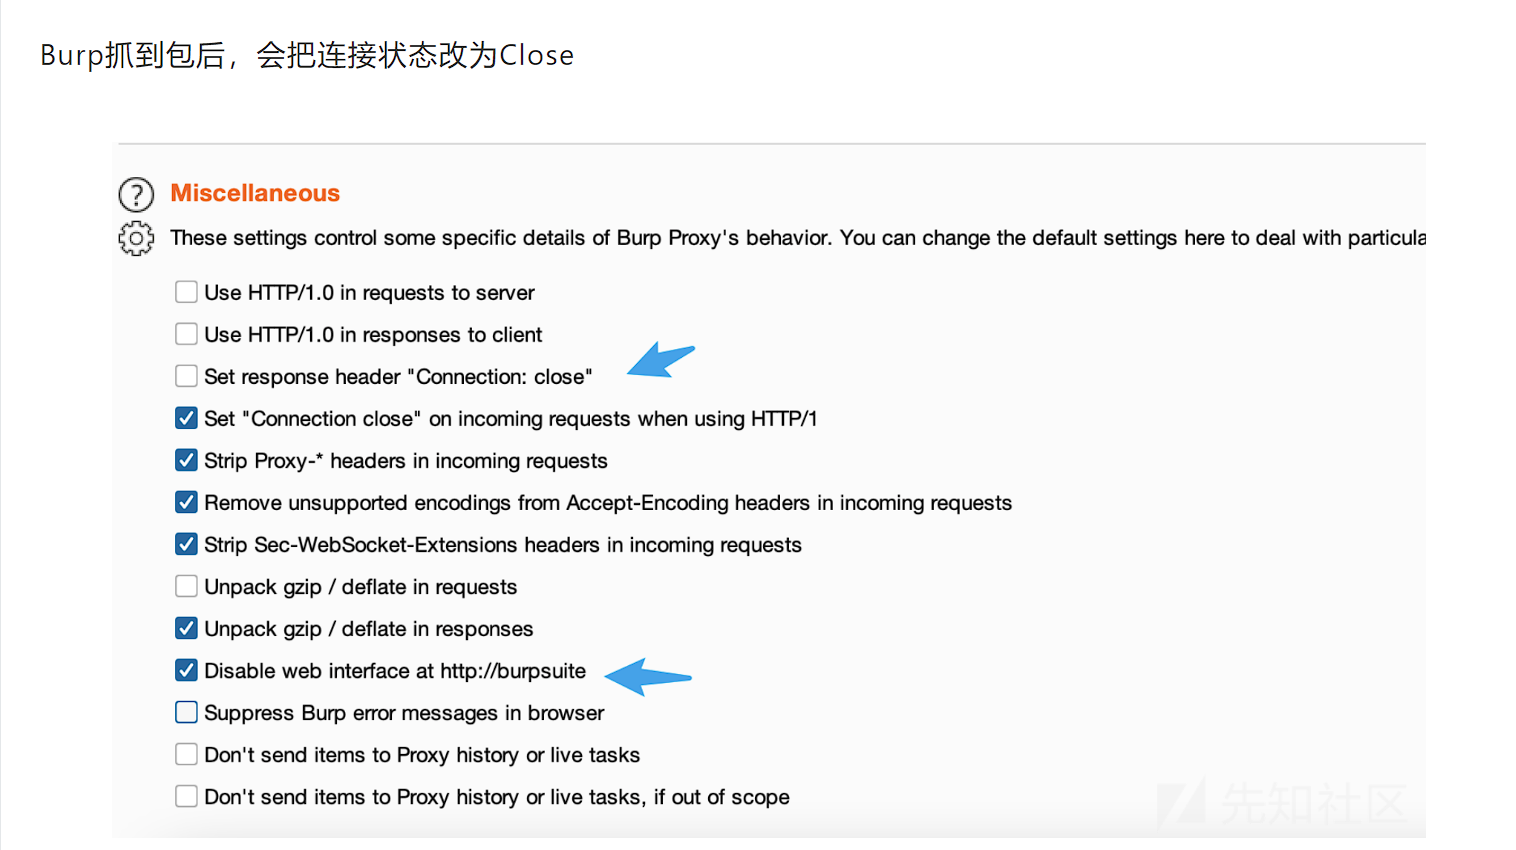 Burp抓到包后，会把连接状态改为Close
Miscellaneous
These settings control some specific details of Burp Proxy's behavior. You can change the default settings here to deal with particula
Use HTTP/1.0 in requests to server
Use HTTP/1.0 in responses to client
Set response header "Connection: close"
Set "Connection close" on incoming requests when using HTTP/1
Strip Proxy-* headers in incoming requests
Remove unsupported encodings from Accept-Encoding headers in incoming requests
Strip Sec-WebSocket-Extensions headers in incoming requests
Unpack gzip / deflate in requests
Unpack gzip / deflate in responses
Disable web interface at http://burpsuite
Suppress Burp error messages in browser
Don't send items to Proxy history or live tasks
Don't send items to Proxy history or live tasks, if out of scope
先知社区